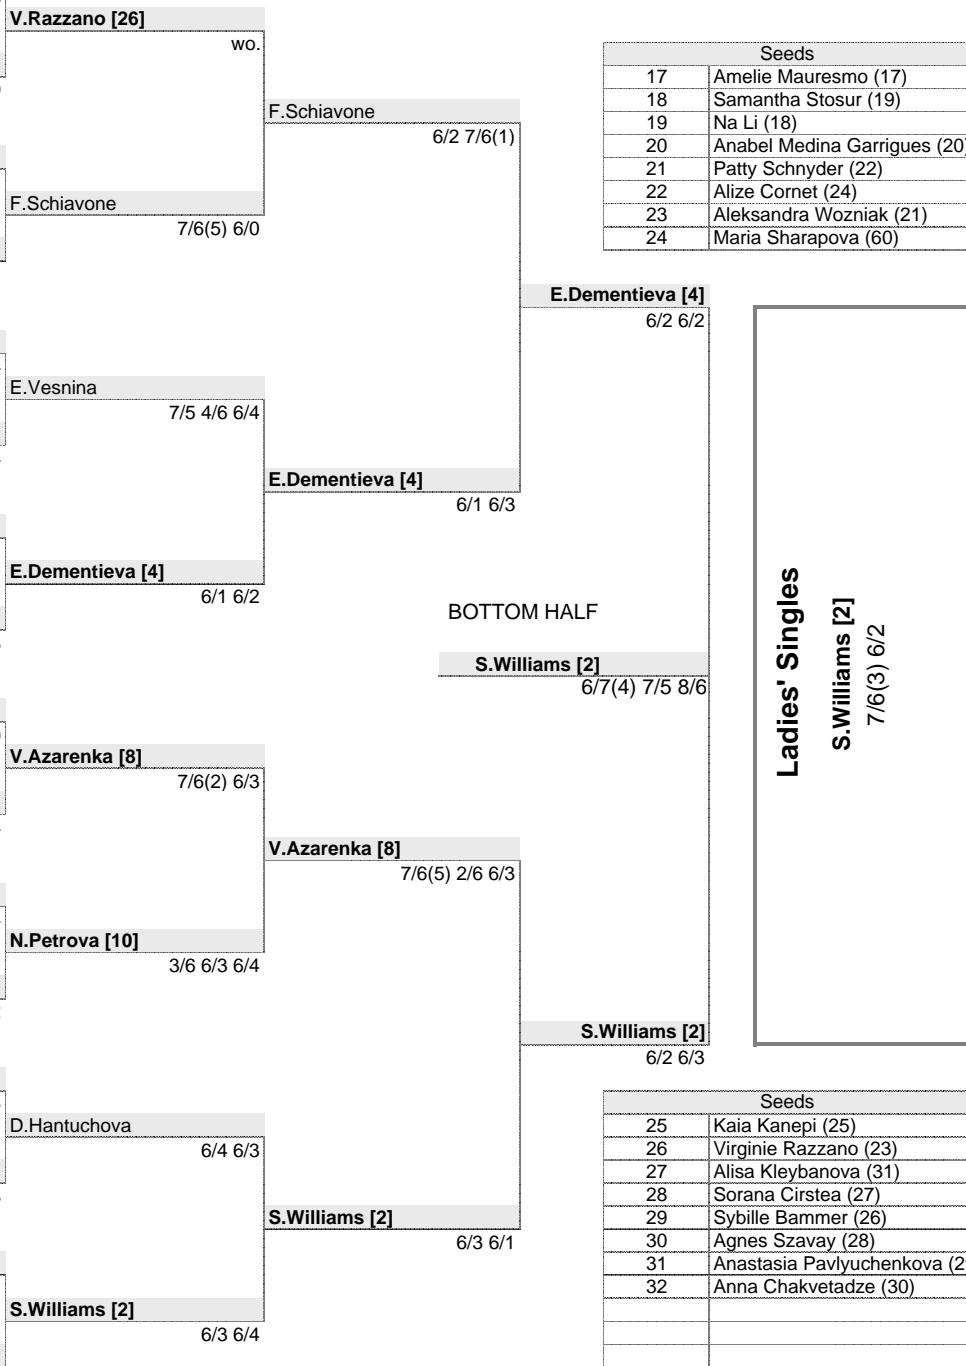 V.Razzano [26]
wo.
F.Schiavone
6/2 7/6(1)
F.Schiavone
7/6(5) 6/0
E.Dementieva [4]
6/2 6/2
E.Vesnina
7/5 4/6 6/4
E.Dementieva [4]
6/1 6/3
E.Dementieva [4]
6/1 6/2
BOTTOM HALF
S.Williams [2]
6/7(4) 7/5 8/6
V.Azarenka [8]
7/6(2) 6/3
V.Azarenka [8]
7/6(5) 2/6 6/3
N.Petrova [10]
3/6 6/3 6/4
S.Williams [2]
6/2 6/3
D.Hantuchova
6/4 6/3
S.Williams [2]
6/3 6/1
S.Williams [2]
6/3 6/4
Seeds
17 Amelie Mauresmo (17)
18 Samantha Stosur (19)
19 Na Li (18)
20 Anabel Medina Garrigues (20)
21 Patty Schnyder (22)
22 Alize Cornet (24)
23 Aleksandra Wozniak (21)
24 Maria Sharapova (60)
Ladies' Singles
S.Williams [2]
7/6(3) 6/2
Seeds
25 Kaia Kanepi (25)
26 Virginie Razzano (23)
27 Alisa Kleybanova (31)
28 Sorana Cirstea (27)
29 Sybille Bammer (26)
30 Agnes Szavay (28)
31 Anastasia Pavlyuchenkova
32 Anna Chakvetadze (30)